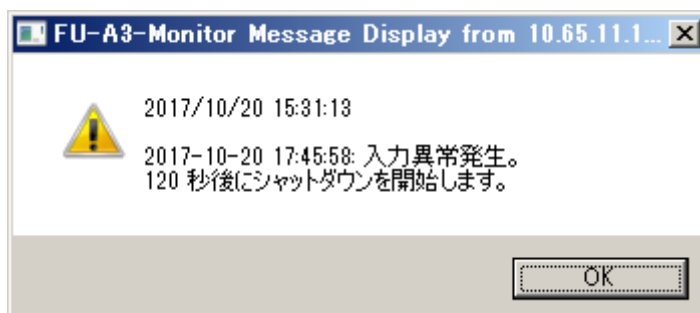 FU-A3-Monitor Message Display from 10.65.11.1...
2017/10/20 15:31:13
2017-10-20 17:45:58: 入力異常発生。
120 秒後にシャットダウンを開始します。
OK